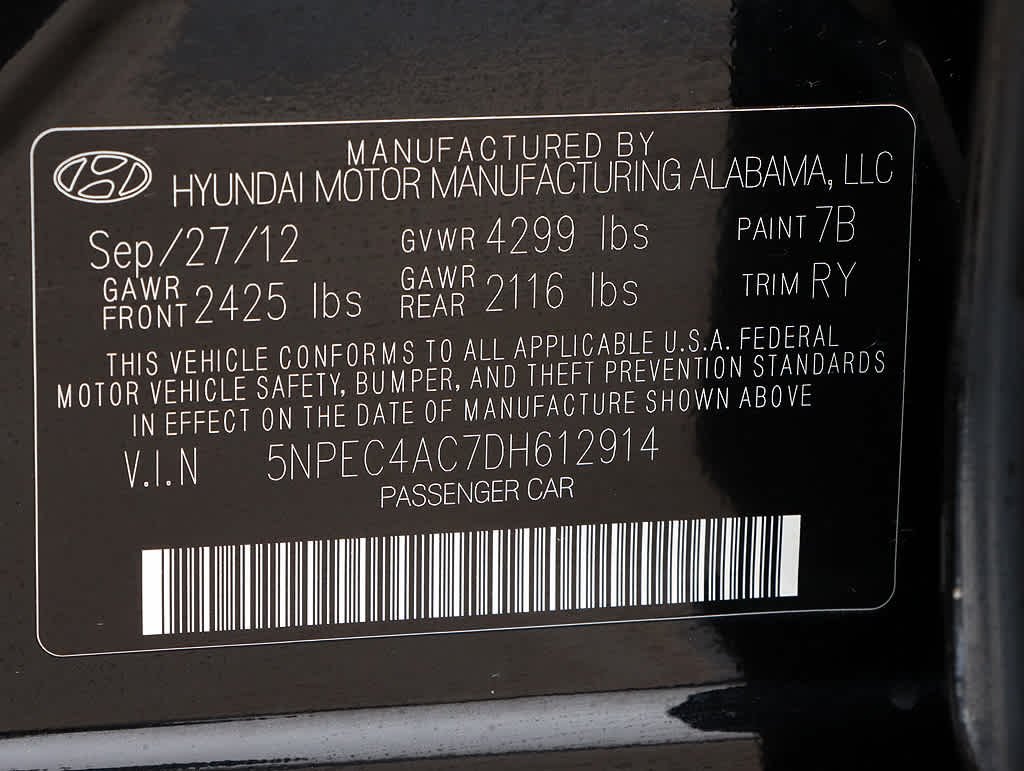 MANUFACTURED BY
HYUNDAI MOTOR MANUFACTURING ALABAMA, LLC
Sep/27/12 GVWR 4299 lbs PAINT 7B
GAWR FRONT 2425 lbs GAWR REAR 2116 lbs TRIM RY
THIS VEHICLE CONFORMS TO ALL APPLICABLE U.S.A. FEDERAL
MOTOR VEHICLE SAFETY, BUMPER, AND THEFT PREVENTION STANDARDS
IN EFFECT ON THE DATE OF MANUFACTURE SHOWN ABOVE
V.I.N 5NPEC4AC7DH612914
PASSENGER CAR